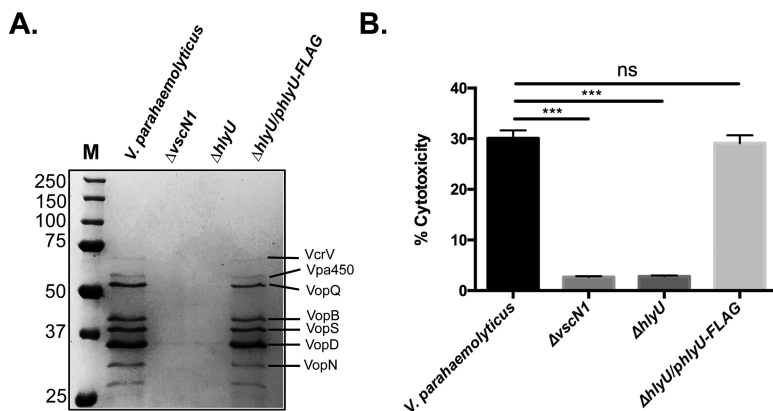 A.
M
V. parahaemolyticus
ΔvscN1
ΔhlyU
ΔhlyU/phlyU-FLAG
250
150
100
75
50
37
25
VcrV
Vpa450
VopQ
VopB
VopS
VopD
VopN
B.
ns
***
***
% Cytotoxicity
40
30
20
10
0
V. parahaemolyticus
ΔvscN1
ΔhlyU
ΔhlyU/phlyU-FLAG